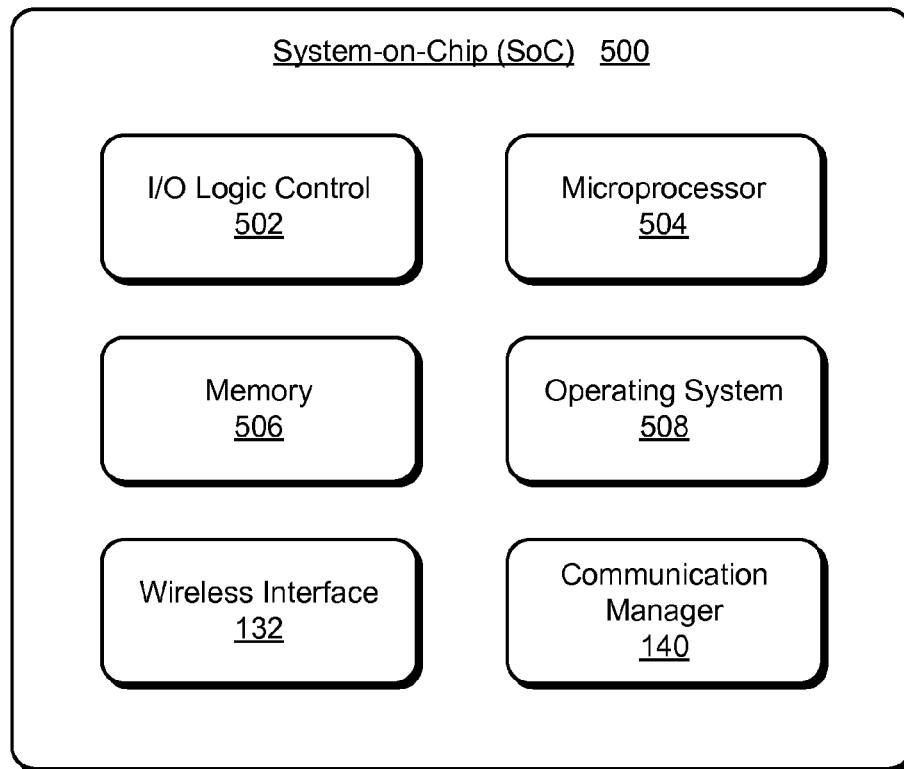 System-on-Chip (SoC) 500
I/O Logic Control
502
Microprocessor
504
Memory
506
Operating System
508
Wireless Interface
132
Communication
Manager
140